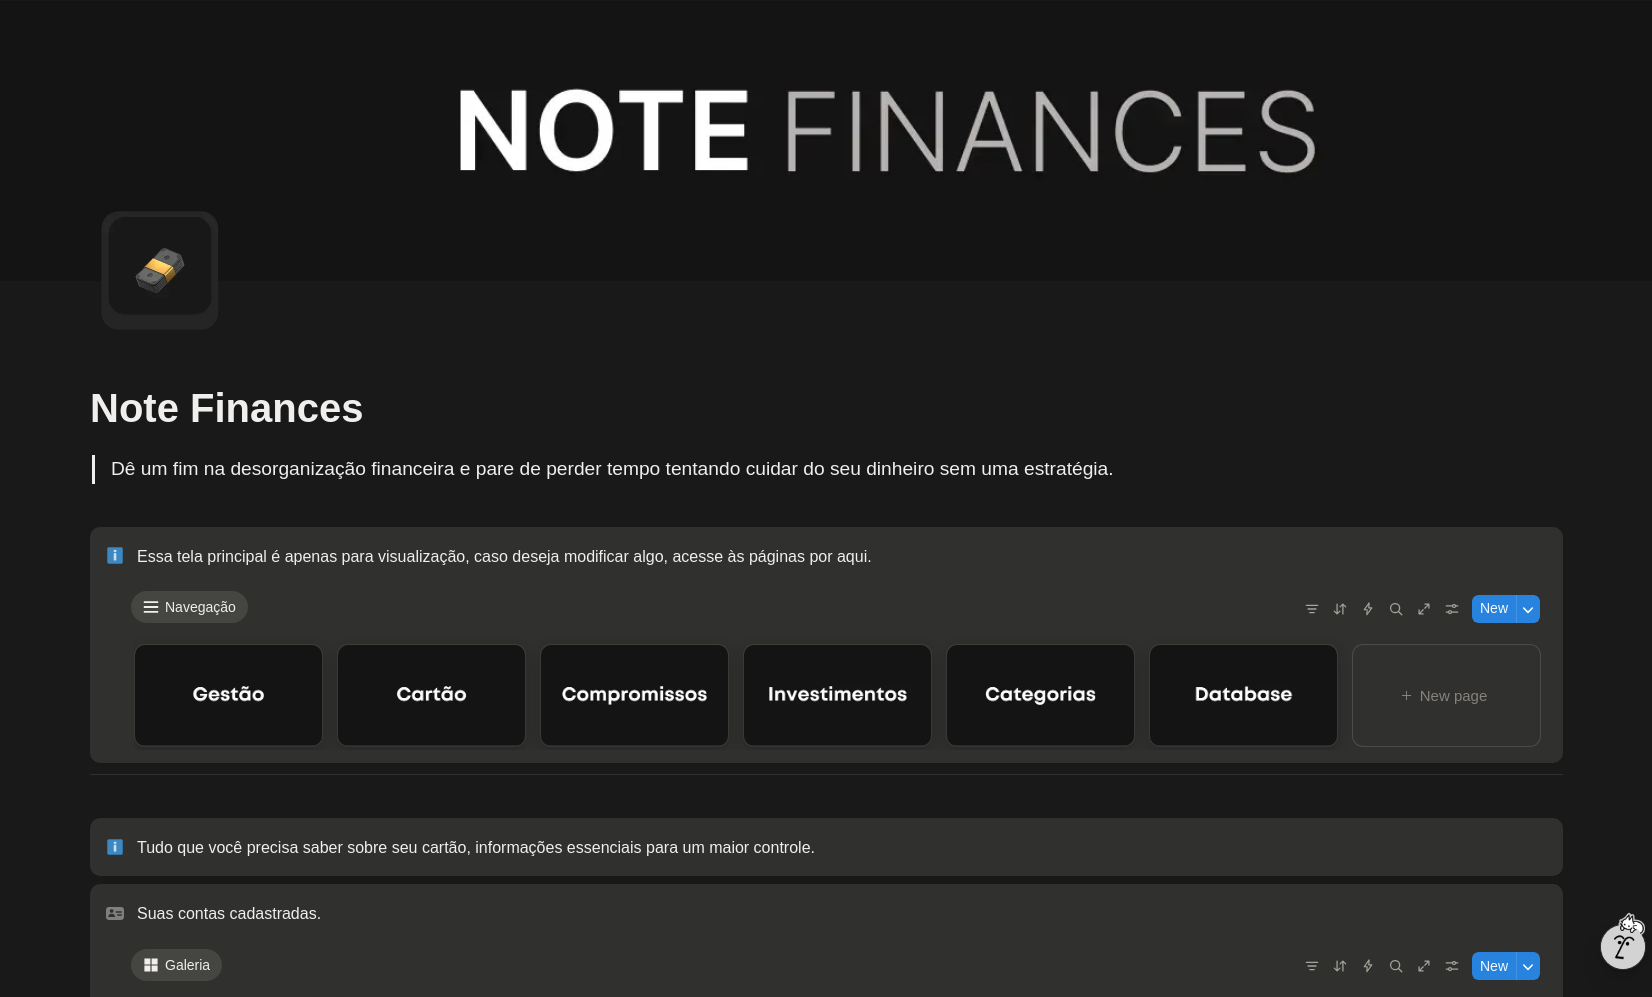 NOTE FINANCES
Note Finances
Dê um fim na desorganização financeira e pare de perder tempo tentando cuidar do seu dinheiro sem uma estratégia.
Essa tela principal é apenas para visualização, caso deseja modificar algo, acesse às páginas por aqui.
Navegação
New
Gestão
Cartão
Compromissos
Investimentos
Categorias
Database
+ New page
Tudo que você precisa saber sobre seu cartão, informações essenciais para um maior controle.
Suas contas cadastradas.
Galeria
New